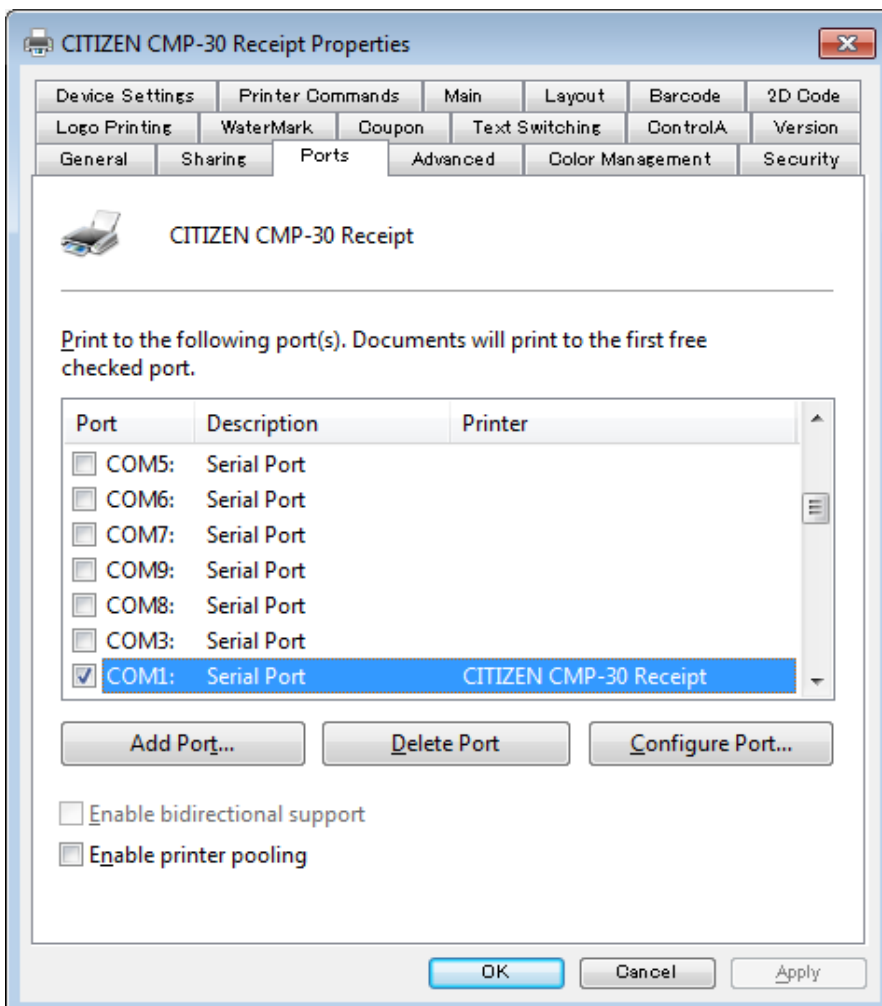 CITIZEN CMP-30 Receipt Properties
Device Settings Printer Commands Main Layout Barcode 2D Code
Logo Printing WaterMark Coupon Text Switching ControlA Version
General Sharing Ports Advanced Color Management Security
CITIZEN CMP-30 Receipt
Print to the following port(s). Documents will print to the first free
checked port.
Port Description Printer
COM5: Serial Port
COM6: Serial Port
COM7: Serial Port
COM9: Serial Port
COM8: Serial Port
COM3: Serial Port
COM1: Serial Port CITIZEN CMP-30 Receipt
Add Port... Delete Port Configure Port...
Enable bidirectional support
Enable printer pooling
OK Cancel Apply